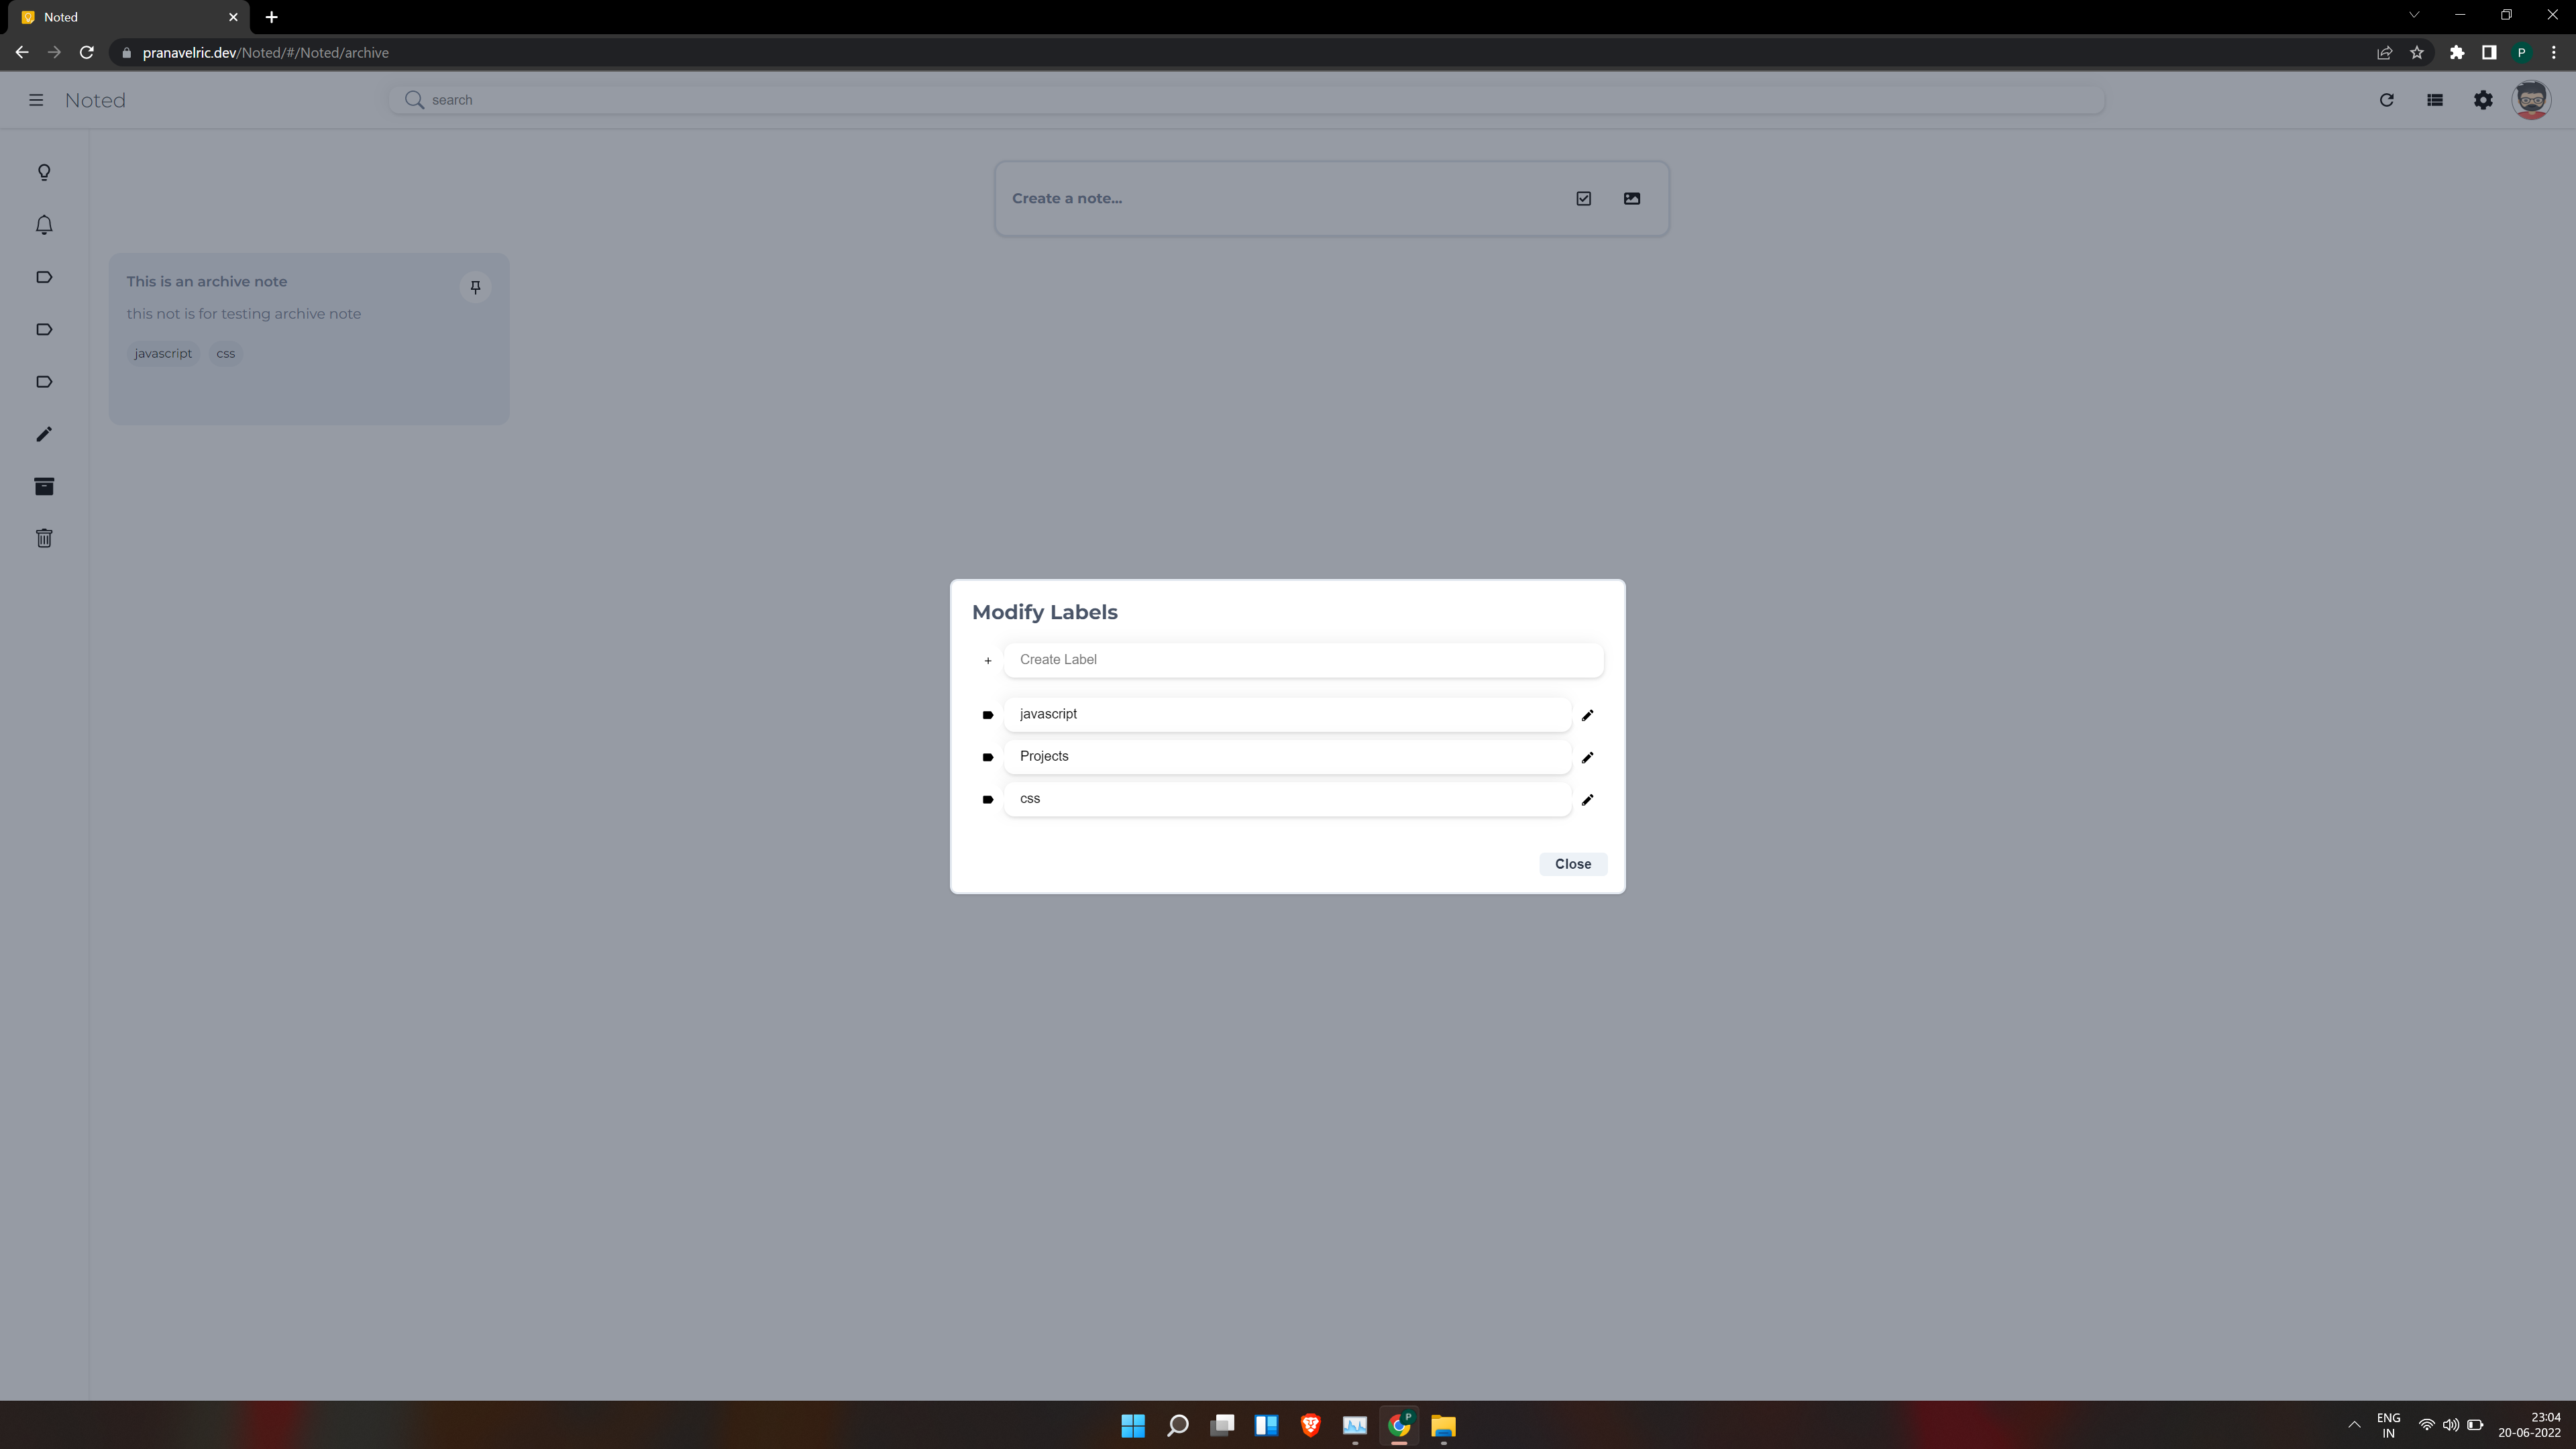 Noted
pranavelric.dev/Noted/#/Noted/archive
P
Noted
search
Create a note...
This is an archive note
this not is for testing archive note
javascript css
Modify Labels
+ Create Label
javascript
Projects
css
Close
P
ENG
IN
23:04
20-06-2022